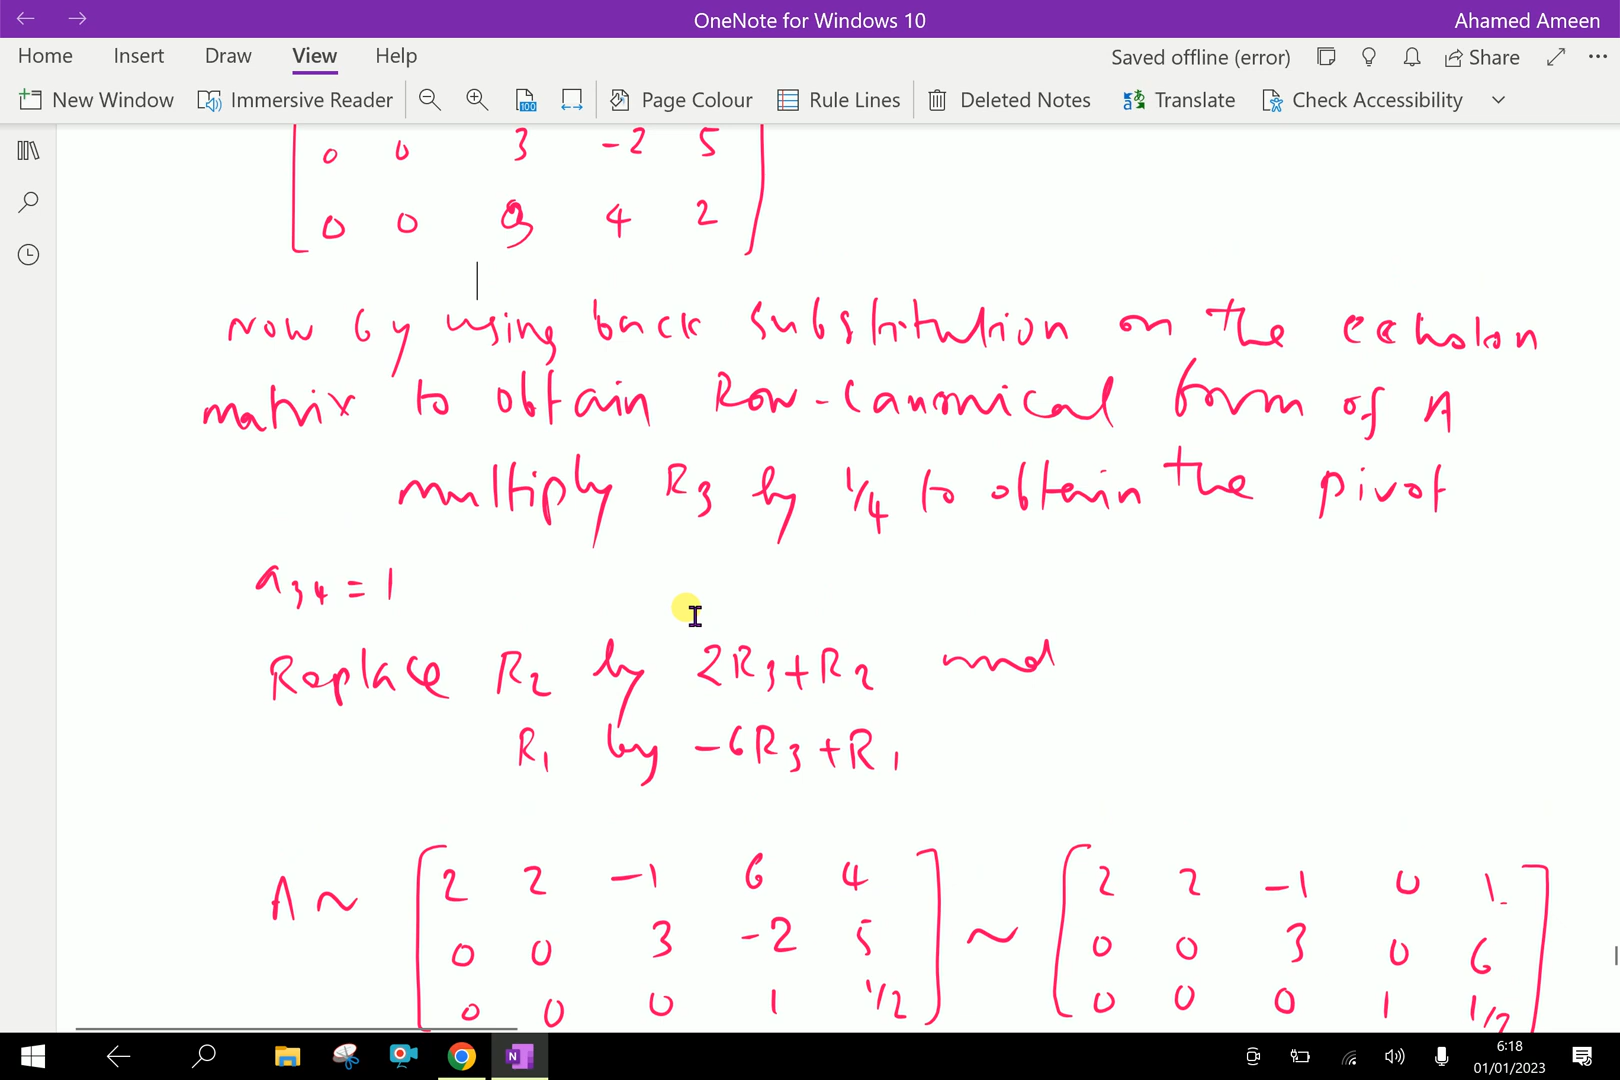 OneNote for Windows 10
Ahamed Ameen
Home Insert Draw View Help
Saved offline (error) Share
New Window Immersive Reader 100 Page Colour Rule Lines Deleted Notes Translate Check Accessibility
0 0 3 -2 5
0 0 4 2
Now by using back substitution on the echolon
matrix to obtain Row-Canonical form of A
multiply R3 by 1/4 to obtain the pivot
a34 = 1
Replace R2 by 2R3+R2 and
R1 by -6R3+R1
A ~ 2 2 -1 6 4 2 2 -1 0 1
0 0 3 -2 5 ~ 0 0 3 0 6
0 0 0 1 1/2 0 0 0 1 1/2
6:18
01/01/2023